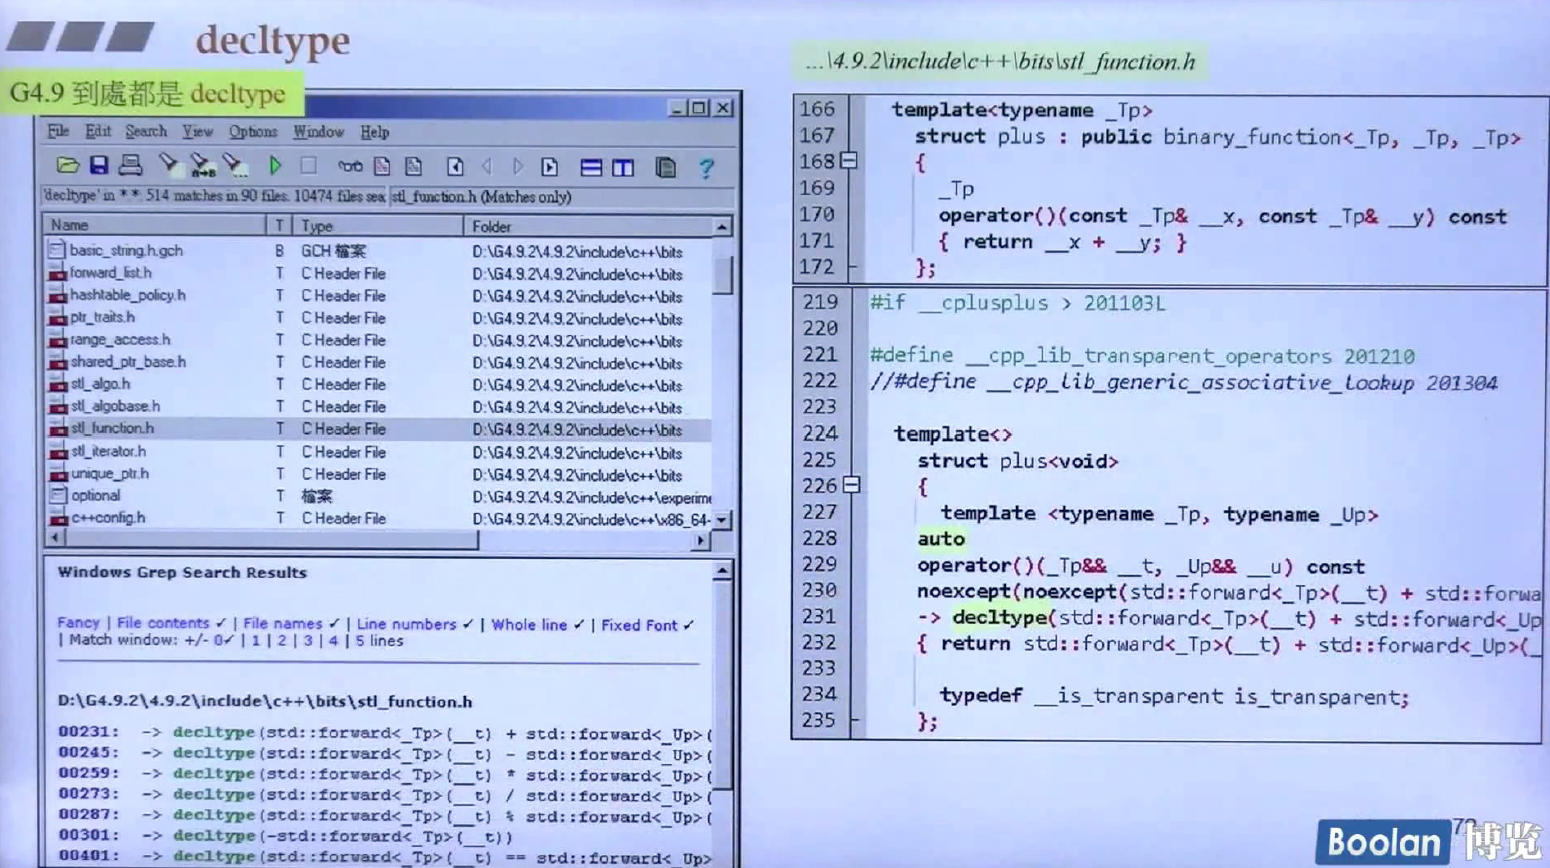 decltype
G4.9 到處都是 decltype
File Edit Search View Options Window Help
'decltype' in *.*: 514 matches in 90 files. 10474 files sea
stl_function.h (Matches only)
Name T Type Folder
basic_string.h.gch B GCH 檔案 D:\G4.9.2\4.9.2\include\c++\bits
forward_list.h T C Header File D:\G4.9.2\4.9.2\include\c++\bits
hashtable_policy.h T C Header File D:\G4.9.2\4.9.2\include\c++\bits
ptr_traits.h T C Header File D:\G4.9.2\4.9.2\include\c++\bits
range_access.h T C Header File D:\G4.9.2\4.9.2\include\c++\bits
shared_ptr_base.h T C Header File D:\G4.9.2\4.9.2\include\c++\bits
stl_algo.h T C Header File D:\G4.9.2\4.9.2\include\c++\bits
stl_algobase.h T C Header File D:\G4.9.2\4.9.2\include\c++\bits
stl_function.h T C Header File D:\G4.9.2\4.9.2\include\c++\bits
stl_iterator.h T C Header File D:\G4.9.2\4.9.2\include\c++\bits
unique_ptr.h T C Header File D:\G4.9.2\4.9.2\include\c++\bits
optional T 檔案 D:\G4.9.2\4.9.2\include\c++\experime
c++config.h T C Header File D:\G4.9.2\4.9.2\include\c++\x86_64-
Windows Grep Search Results
Fancy | File contents ✓ | File names ✓ | Line numbers ✓ | Whole line ✓ | Fixed Font ✓
| Match window: +/- 0✓ | 1 | 2 | 3 | 4 | 5 lines
D:\G4.9.2\4.9.2\include\c++\bits\stl_function.h
00231: -> decltype(std::forward<_Tp>(__t) + std::forward<_Up>(
00245: -> decltype(std::forward<_Tp>(__t) - std::forward<_Up>(
00259: -> decltype(std::forward<_Tp>(__t) * std::forward<_Up>(
00273: -> decltype(std::forward<_Tp>(__t) / std::forward<_Up>(
00287: -> decltype(std::forward<_Tp>(__t) % std::forward<_Up>(
00301: -> decltype(-std::forward<_Tp>(__t))
00401: -> decltype(std::forward<_Tp>(__t) == std::forward<_Up>
...\4.9.2\include\c++\bits\stl_function.h
166 template<typename _Tp>
167 struct plus : public binary_function<_Tp, _Tp, _Tp>
168 {
169 _Tp
170 operator()(const _Tp& __x, const _Tp& __y) const
171 { return __x + __y; }
172 };
219 #if __cplusplus > 201103L
220
221 #define __cpp_lib_transparent_operators 201210
222 //#define __cpp_lib_generic_associative_lookup 201304
223
224 template<>
225 struct plus<void>
226 {
227 template <typename _Tp, typename _Up>
228 auto
229 operator()(_Tp&& __t, _Up&& __u) const
230 noexcept(noexcept(std::forward<_Tp>(__t) + std::forwa
231 -> decltype(std::forward<_Tp>(__t) + std::forward<_Up
232 { return std::forward<_Tp>(__t) + std::forward<_Up>(_
233
234 typedef __is_transparent is_transparent;
235 };
Boolan 博览